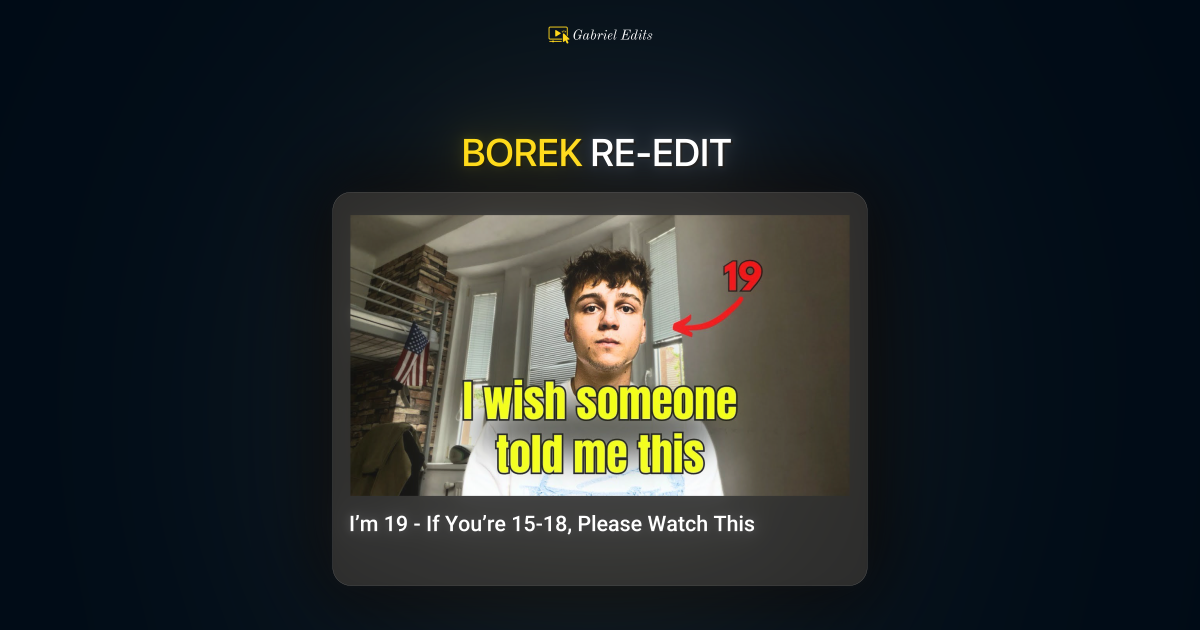 Gabriel Edits
BOREK RE-EDIT
19
I wish someone
told me this
I’m 19 - If You’re 15-18, Please Watch This